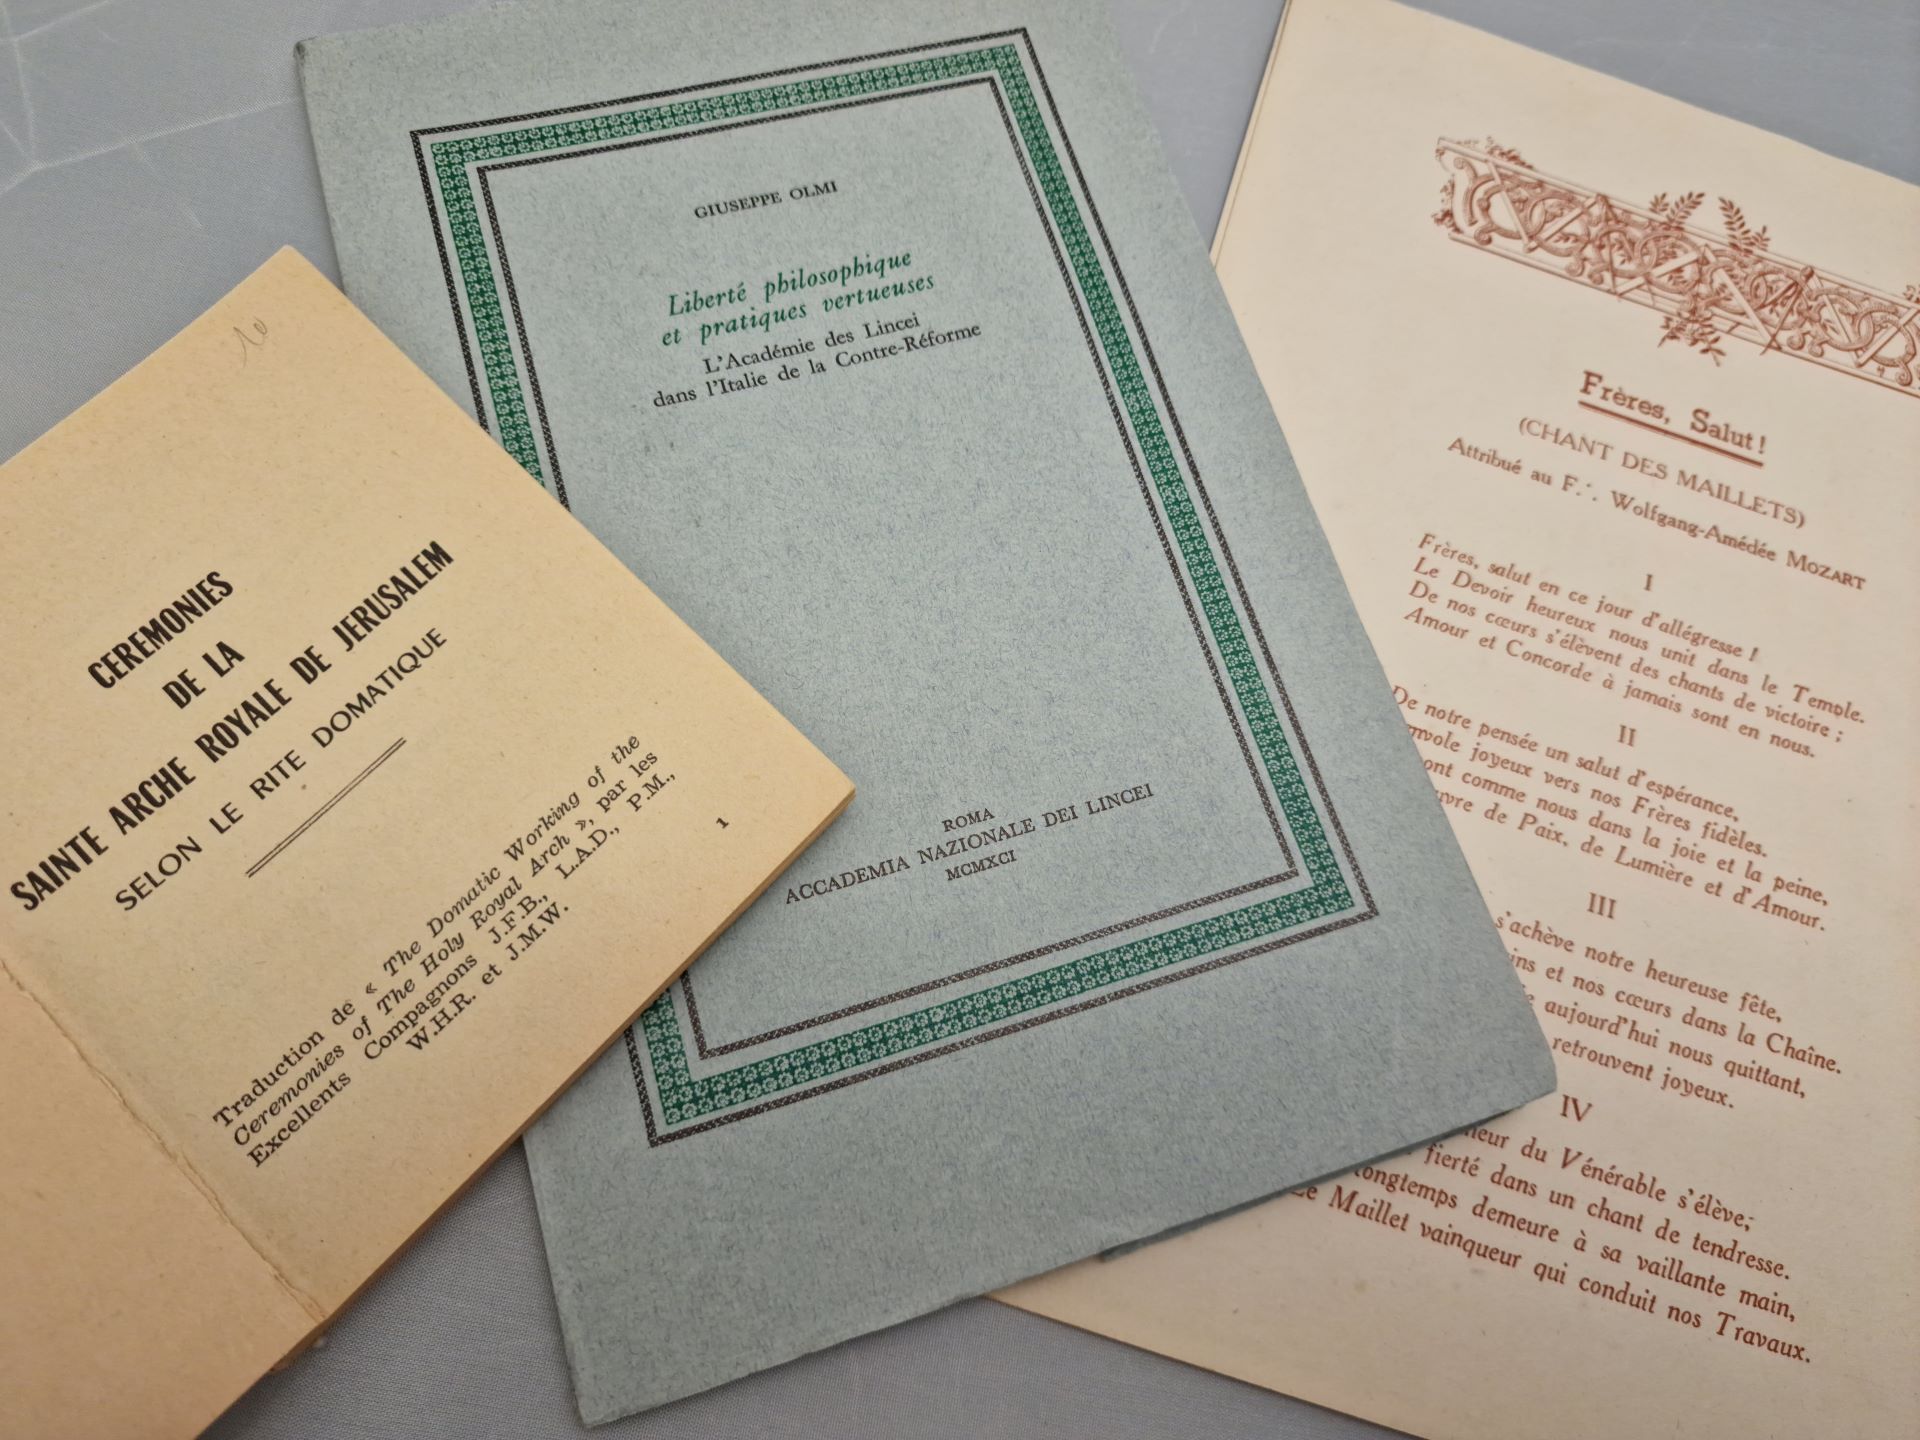 CEREMONIES
DE LA
SAINTE ARCHE ROYALE DE JERUSALEM
SELON LE RITE DOMATIQUE
Traduction de « The Domatic Working of the
Ceremonies of The Holy Royal Arch », par les
Excellents Compagnons J.F.B., L.A.D., P.M.,
W.H.R. et J.M.W.
1
GIUSEPPE OLMI
Liberté philosophique
et pratiques vertueuses
L'Académie des Lincei
dans l'Italie de la Contre-Réforme
ROMA
ACCADEMIA NAZIONALE DEI LINCEI
MCMXCI
Frères, Salut !
(CHANT DES MAILLETS)
Attribué au F∴ Wolfgang-Amédée MOZART
I
Frères, salut en ce jour d'allégresse !
Le Devoir heureux nous unit dans le Temple.
De nos cœurs s'élèvent des chants de victoire ;
Amour et Concorde à jamais sont en nous.
II
De notre pensée un salut d'espérance,
joyeux vers nos Frères fidèles.
comme nous dans la joie et la peine,
de Paix, de Lumière et d'Amour.
III
s'achève notre heureuse fête,
et nos cœurs dans la Chaîne.
aujourd'hui nous quittant,
retrouvent joyeux.
IV
du Vénérable s'élève;
fierté dans un chant de tendresse.
longtemps demeure à sa vaillante main,
Le Maillet vainqueur qui conduit nos Travaux.